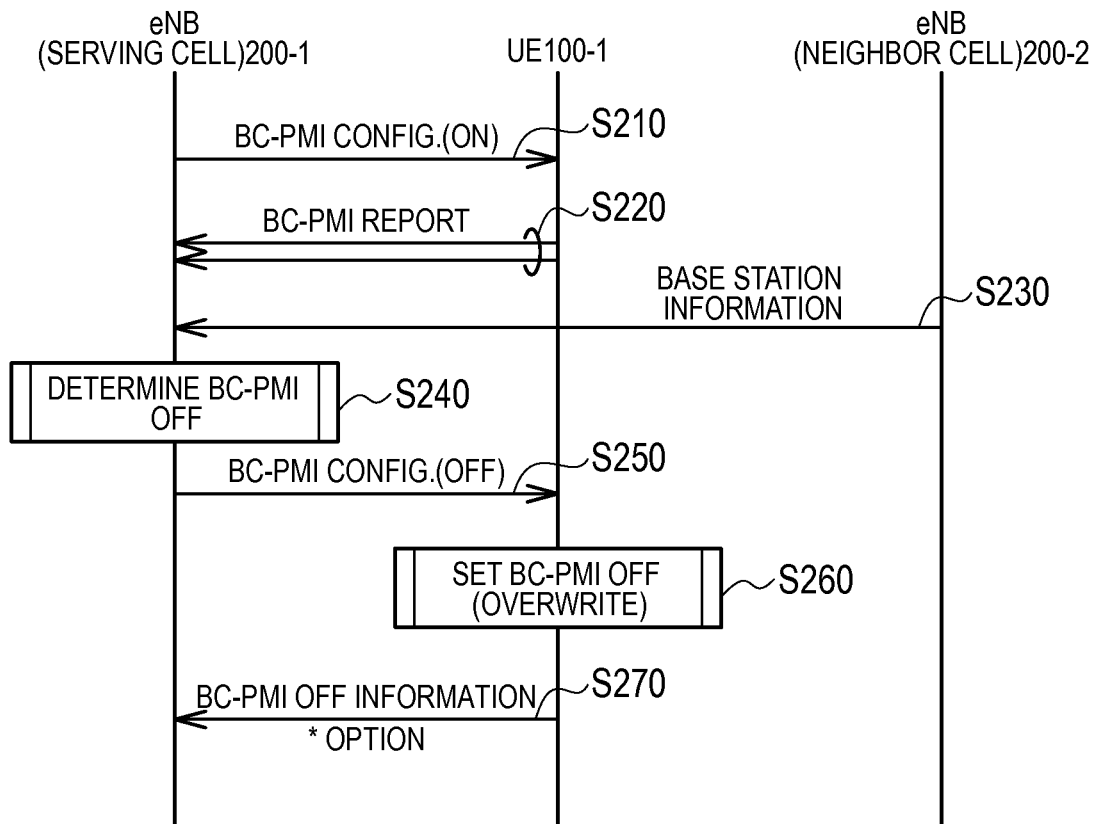 eNB
(SERVING CELL)200-1
UE100-1
eNB
(NEIGHBOR CELL)200-2
BC-PMI CONFIG.(ON)
S210
BC-PMI REPORT
S220
BASE STATION
INFORMATION
S230
DETERMINE BC-PMI
OFF
S240
BC-PMI CONFIG.(OFF)
S250
SET BC-PMI OFF
(OVERWRITE)
S260
BC-PMI OFF INFORMATION
S270
* OPTION